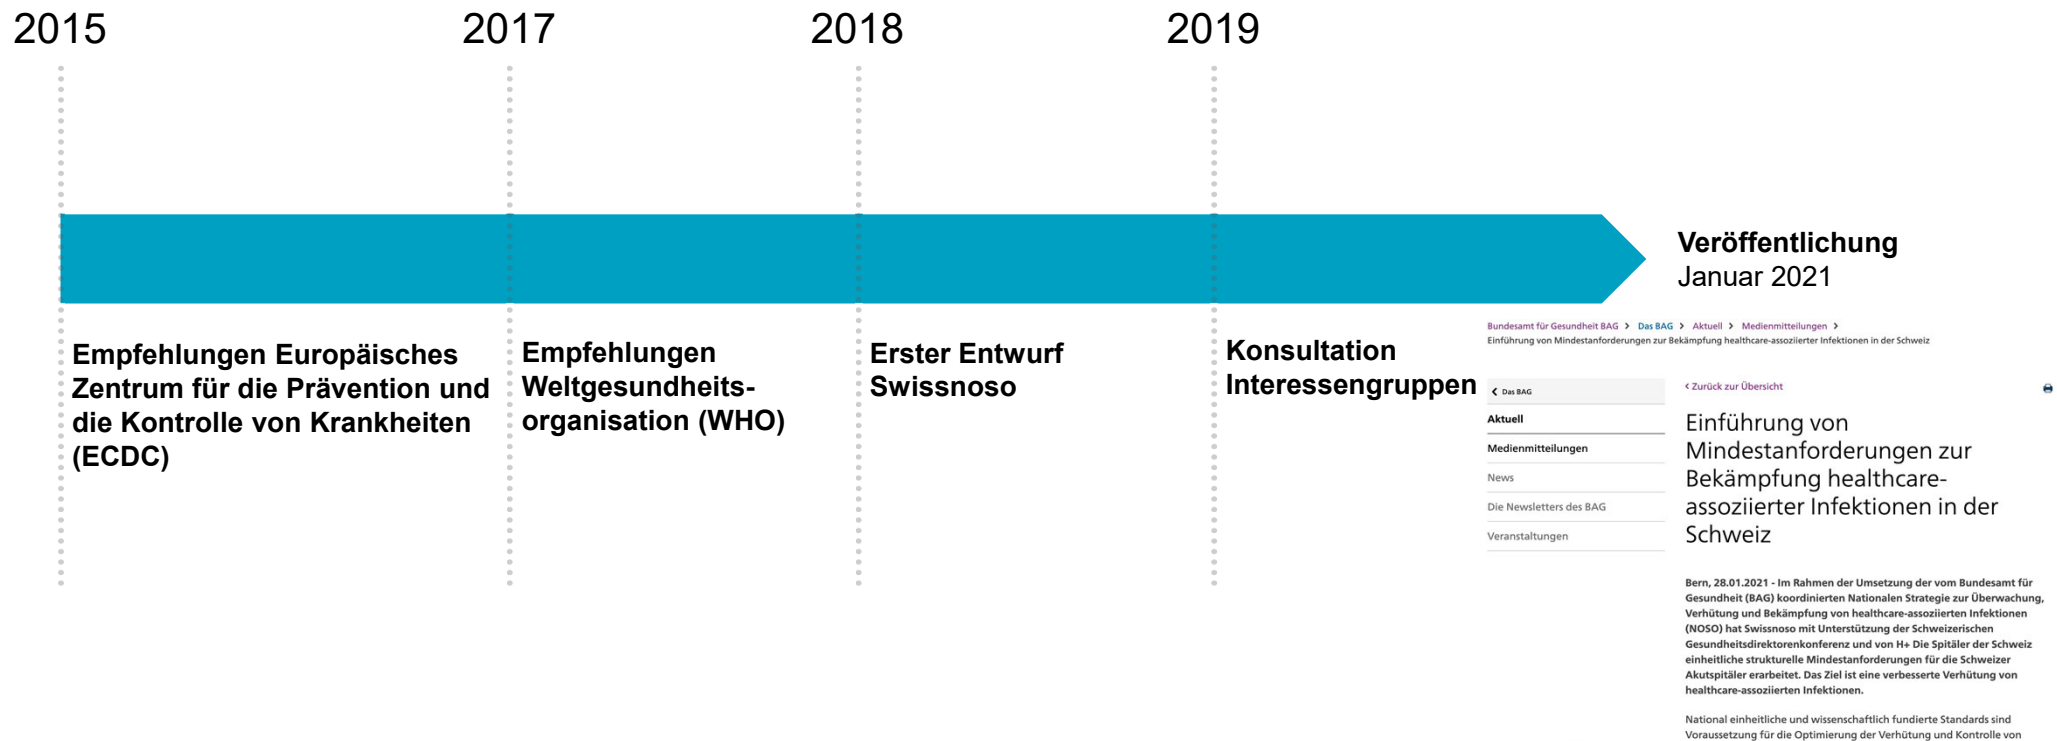 2015
2017
2018
2019
Veröffentlichung
Januar 2021
Empfehlungen Europäisches
Zentrum für die Prävention und
die Kontrolle von Krankheiten
(ECDC)
Empfehlungen
Weltgesundheits-
organisation (WHO)
Erster Entwurf
Swissnoso
Konsultation
Interessengruppen
Bundesamt für Gesundheit BAG > Das BAG > Aktuell > Medienmitteilungen >
Einführung von Mindestanforderungen zur Bekämpfung healthcare-assoziierter Infektionen in der Schweiz
< Das BAG
Aktuell
Medienmitteilungen
News
Die Newsletters des BAG
Veranstaltungen
< Zurück zur Übersicht
Einführung von
Mindestanforderungen zur
Bekämpfung healthcare-
assoziierter Infektionen in der
Schweiz
Bern, 28.01.2021 - Im Rahmen der Umsetzung der vom Bundesamt für
Gesundheit (BAG) koordinierten Nationalen Strategie zur Überwachung,
Verhütung und Bekämpfung von healthcare-assoziierten Infektionen
(NOSO) hat Swissnoso mit Unterstützung der Schweizerischen
Gesundheitsdirektorenkonferenz und von H+ Die Spitäler der Schweiz
einheitliche strukturelle Mindestanforderungen für die Schweizer
Akutspitäler erarbeitet. Das Ziel ist eine verbesserte Verhütung von
healthcare-assoziierten Infektionen.
National einheitliche und wissenschaftlich fundierte Standards sind
Voraussetzung für die Optimierung der Verhütung und Kontrolle von